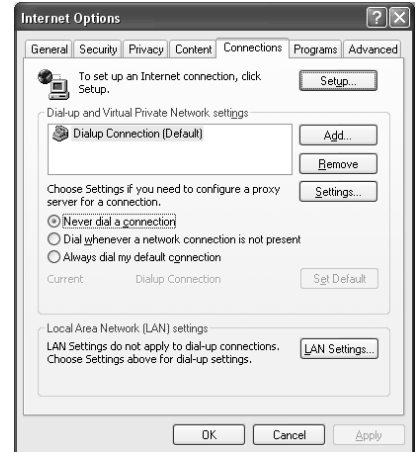 Internet Options
General Security Privacy Content Connections Programs Advanced
To set up an Internet connection, click
Setup.
Setup...
Dial-up and Virtual Private Network settings
Dialup Connection (Default)
Add...
Remove
Choose Settings if you need to configure a proxy
server for a connection.
Settings...
Never dial a connection
Dial whenever a network connection is not present
Always dial my default connection
Current Dialup Connection Set Default
Local Area Network (LAN) settings
LAN Settings do not apply to dial-up connections.
Choose Settings above for dial-up settings.
LAN Settings...
OK Cancel Apply